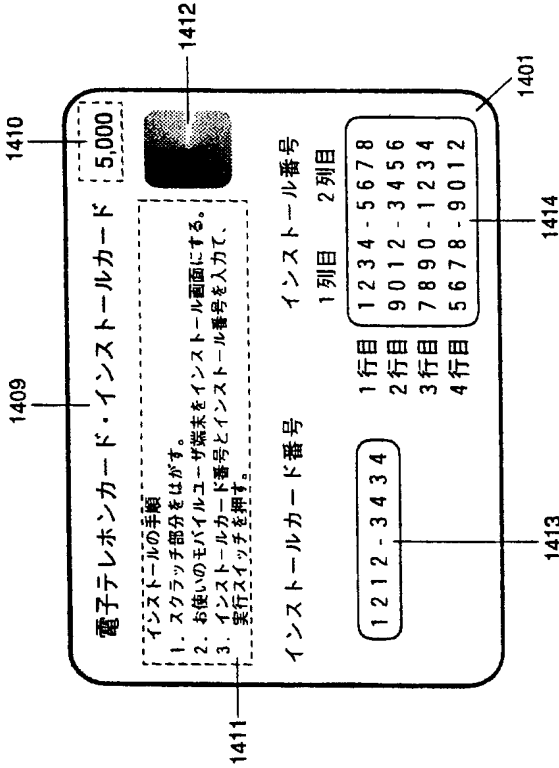 1410
1412
1409
電子テレホンカード・インストールカード
5,000
インストールの手順
1. スクラッチ部分をはがす。
2. お使いのモバイルユーザ端末をインストール画面にする。
3. インストールカード番号とインストール番号を入力て、
実行スイッチを押す。
1411
インストールカード番号
インストール番号
1列目 2列目
1212-3434
1行目 1234-5678
2行目 9012-3456
3行目 7890-1234
4行目 5678-9012
1401
1413
1414